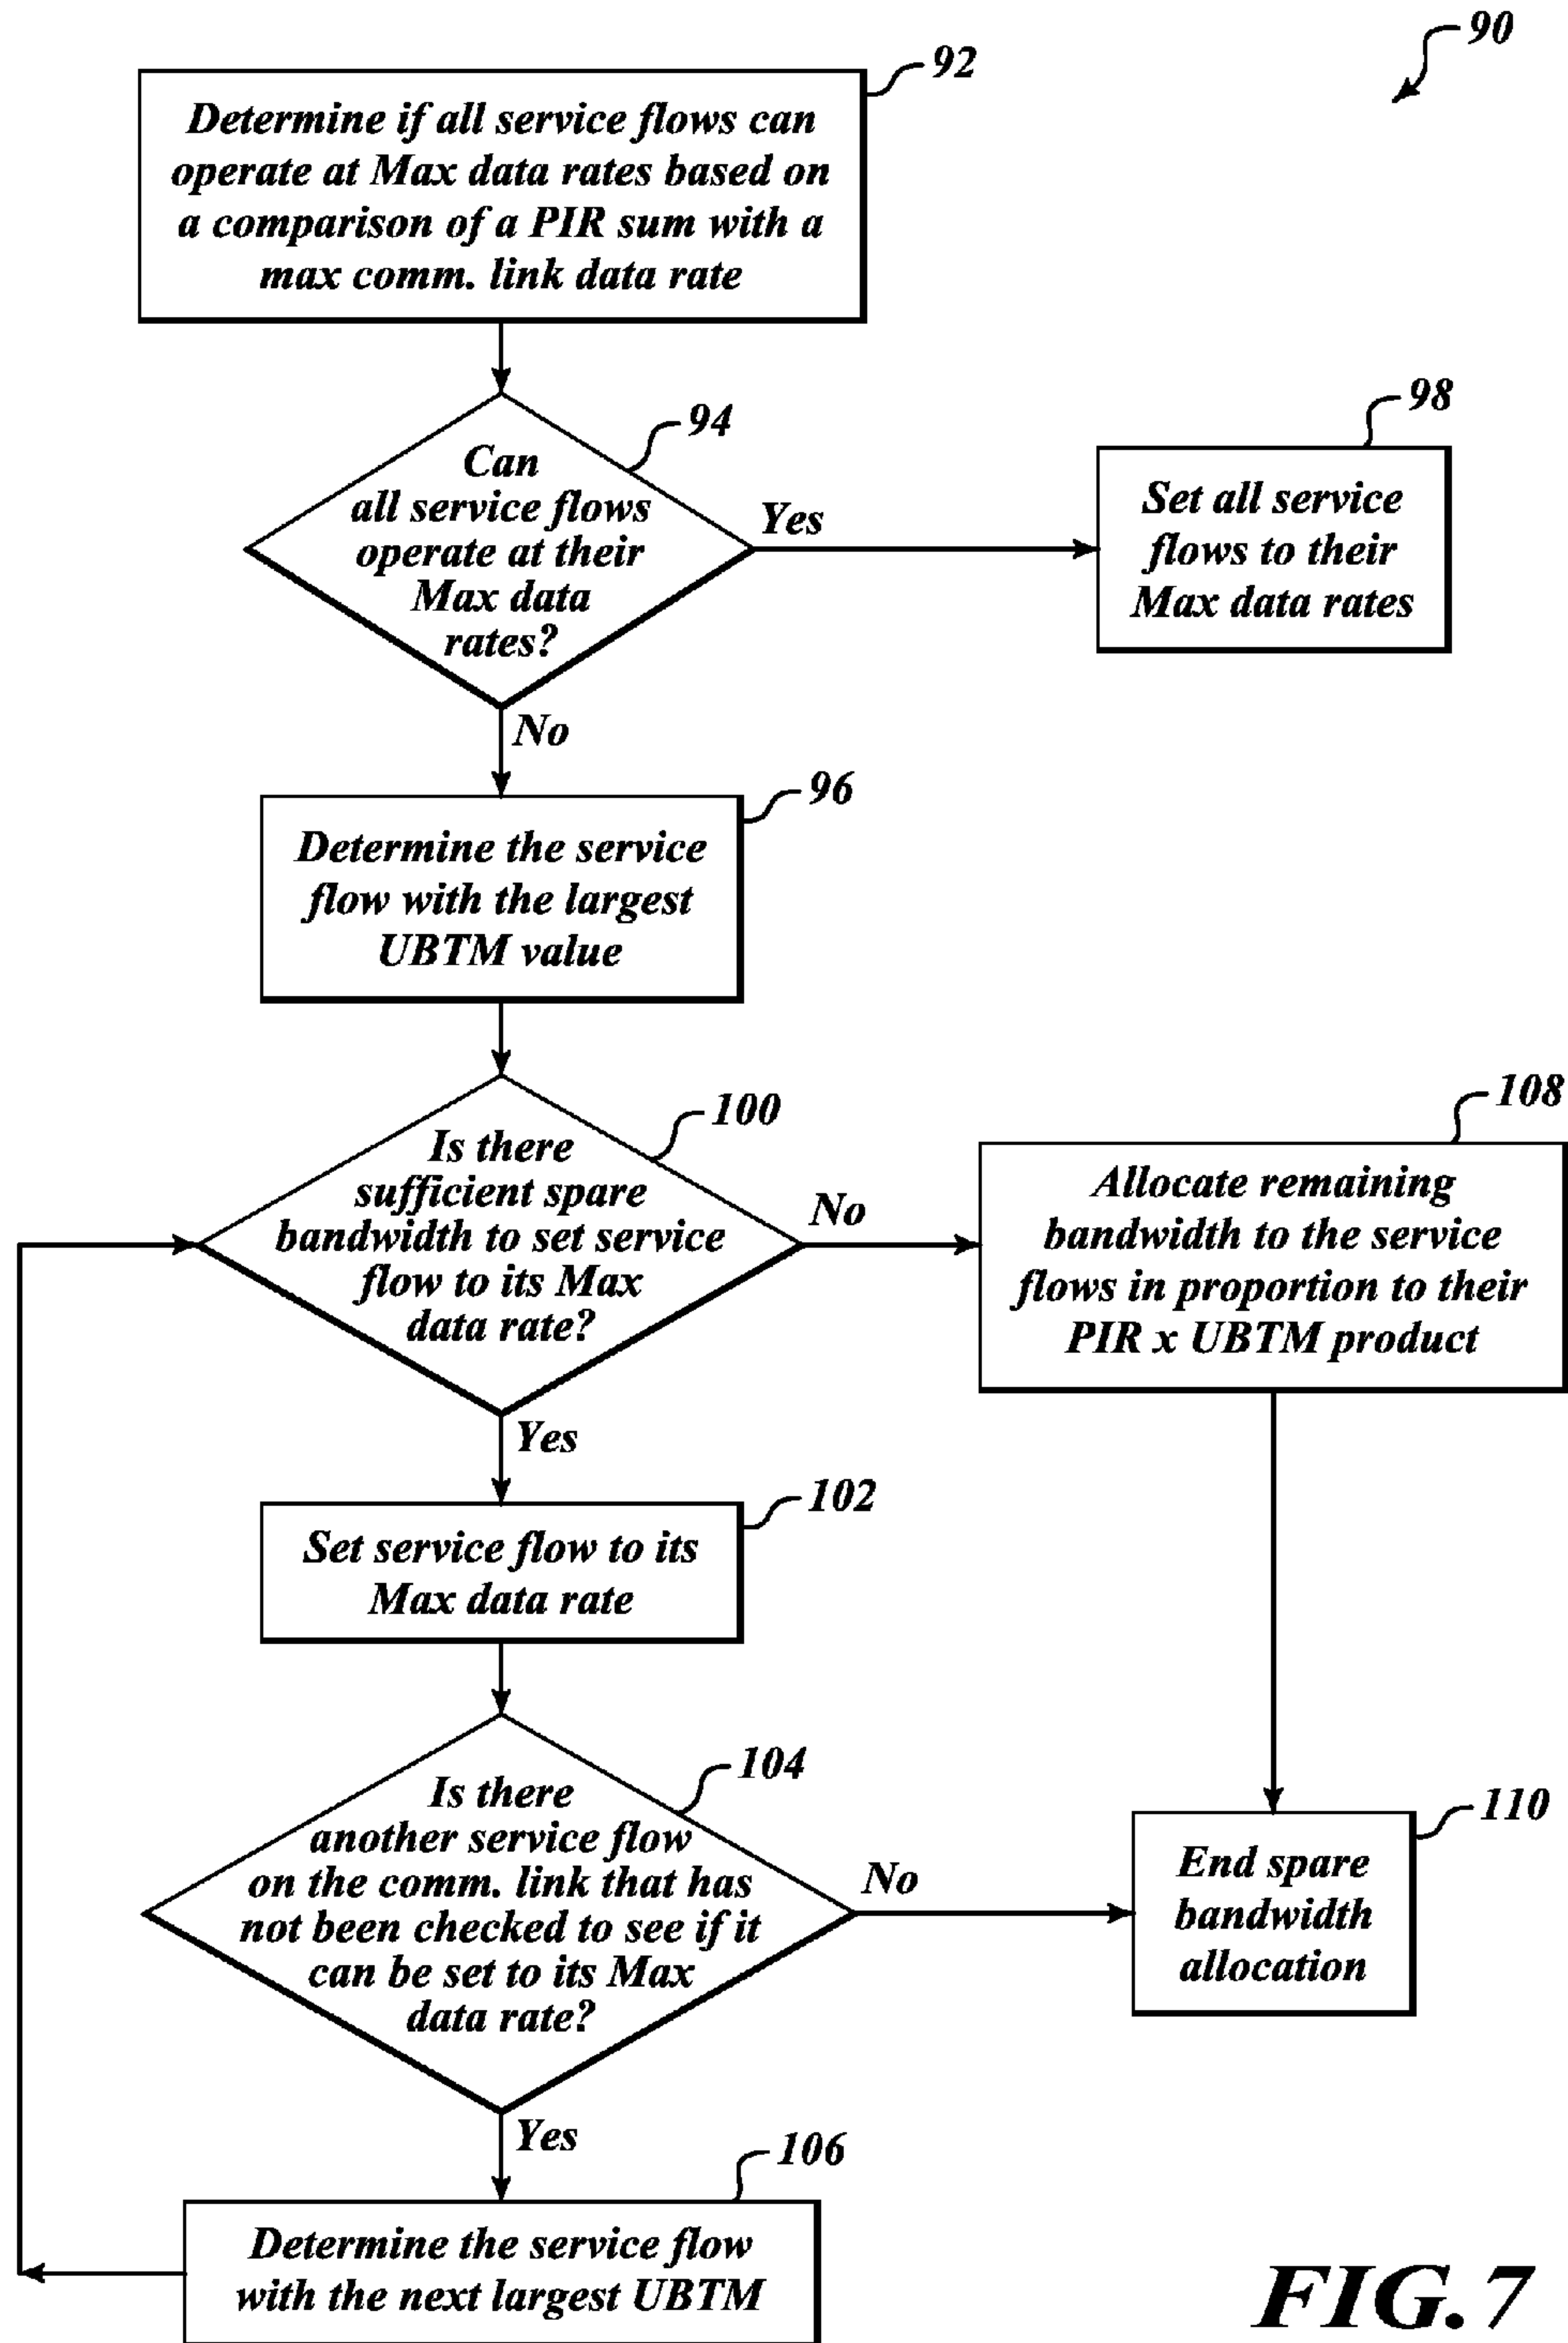 90
92
Determine if all service flows can
operate at Max data rates based on
a comparison of a PIR sum with a
max comm. link data rate
94
Can
all service flows
operate at their
Max data
rates?
Yes
98
Set all service
flows to their
Max data rates
No
96
Determine the service
flow with the largest
UBTM value
100
Is there
sufficient spare
bandwidth to set service
flow to its Max
data rate?
No
108
Allocate remaining
bandwidth to the service
flows in proportion to their
PIR x UBTM product
Yes
102
Set service flow to its
Max data rate
104
Is there
another service flow
on the comm. link that has
not been checked to see if it
can be set to its Max
data rate?
No
110
End spare
bandwidth
allocation
Yes
106
Determine the service flow
with the next largest UBTM
FIG. 7